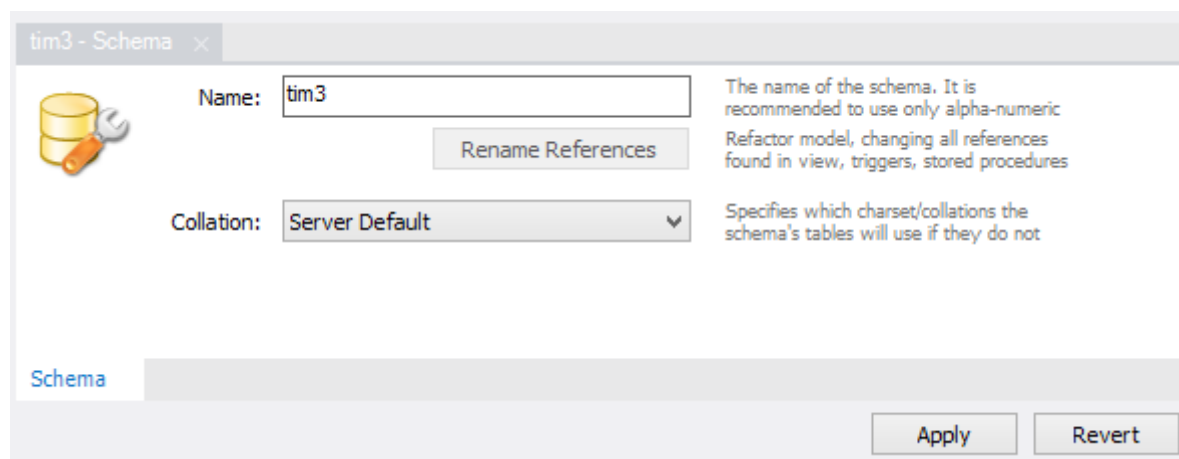 tim3 - Schema ×
Name:
tim3
The name of the schema. It is
recommended to use only alpha-numeric
Rename References
Refactor model, changing all references
found in view, triggers, stored procedures
Collation:
Server Default
Specifies which charset/collations the
schema's tables will use if they do not
Schema
Apply
Revert